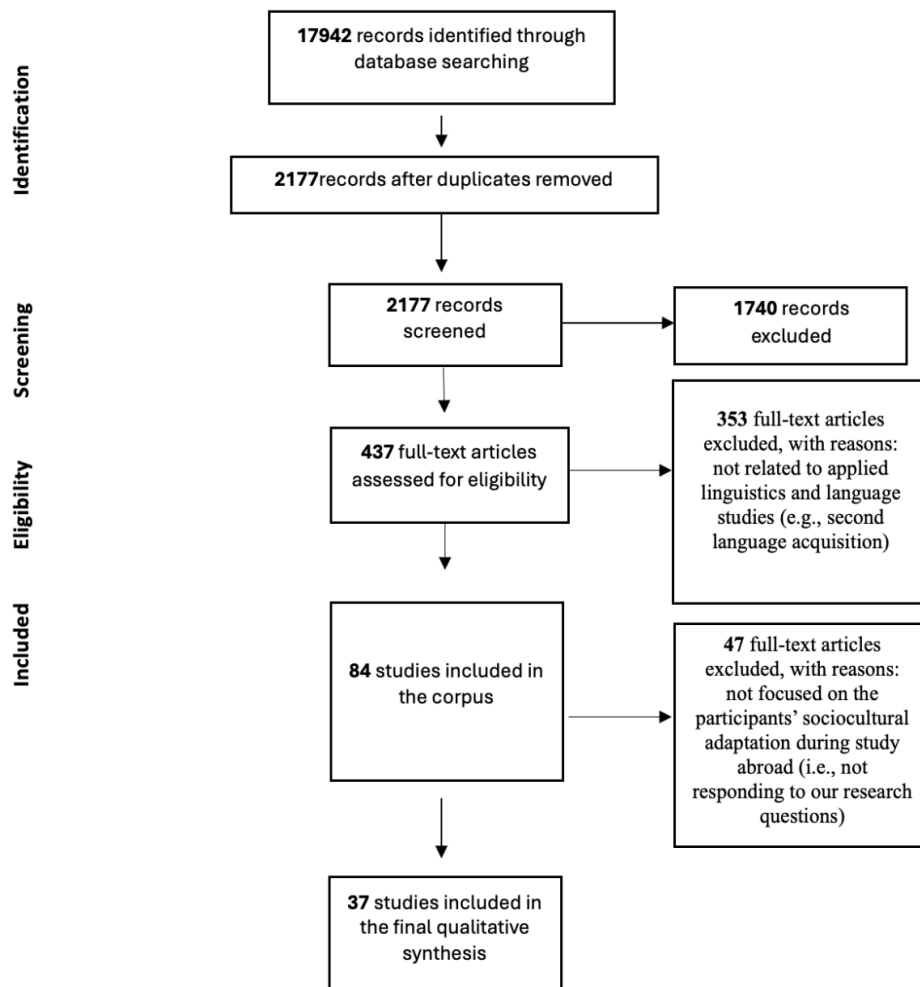 Identification
17942 records identified through
database searching
2177records after duplicates removed
Screening
2177 records
screened
1740 records
excluded
Eligibility
437 full-text articles
assessed for eligibility
353 full-text articles
excluded, with reasons:
not related to applied
linguistics and language
studies (e.g., second
language acquisition)
Included
84 studies included in
the corpus
47 full-text articles
excluded, with reasons:
not focused on the
participants’ sociocultural
adaptation during study
abroad (i.e., not
responding to our research
questions)
37 studies included in
the final qualitative
synthesis